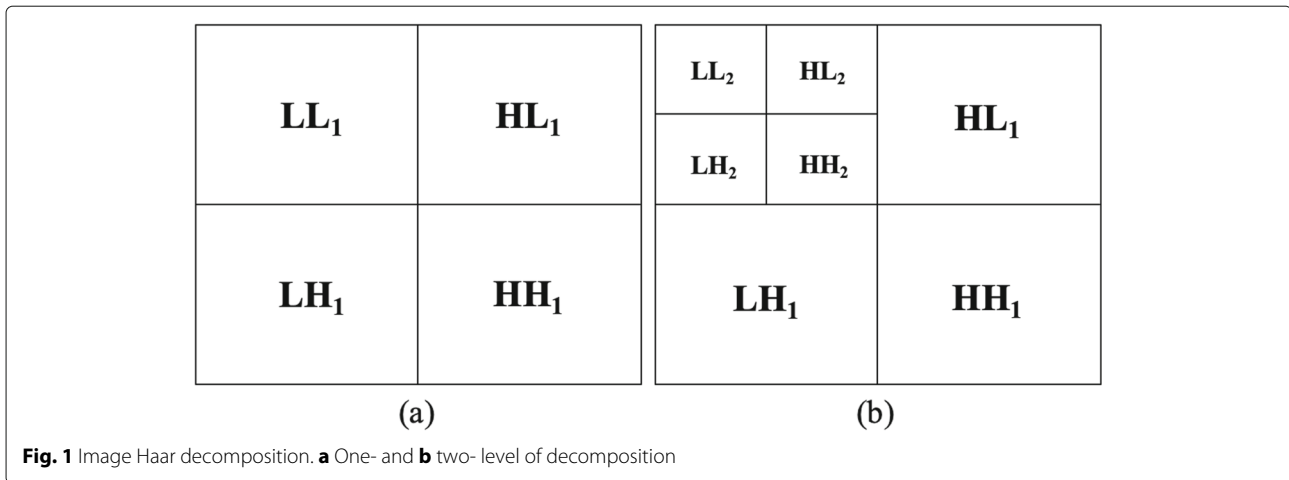 LL₁ HL₁
LH₁ HH₁
(a)
LL₂ HL₂ HL₁
LH₂ HH₂
LH₁ HH₁
(b)
Fig. 1 Image Haar decomposition. a One- and b two- level of decomposition